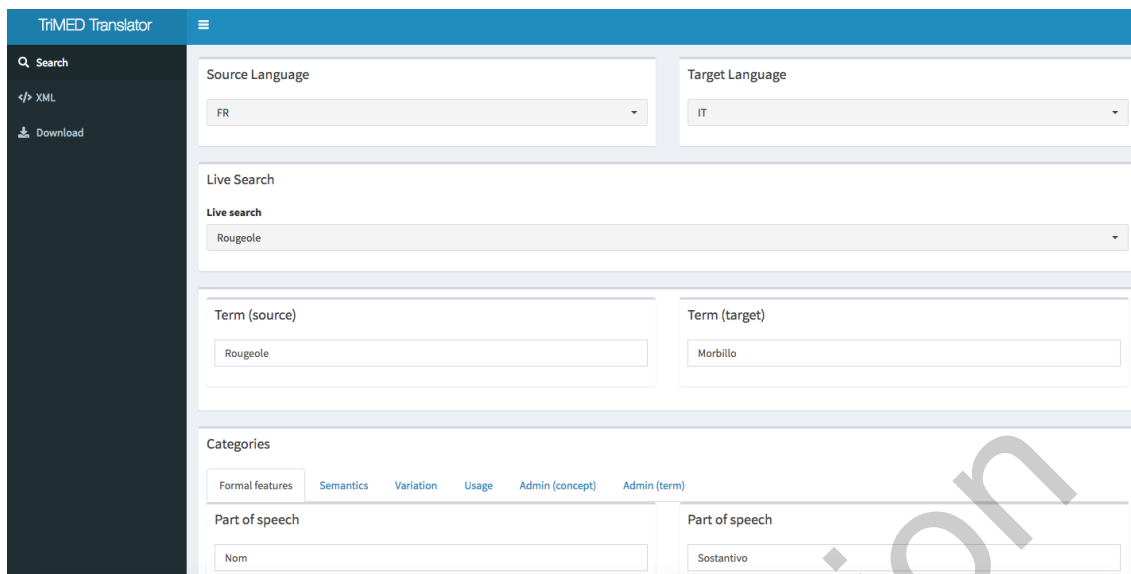 TriMED Translator
Search
XML
Download
Source Language Target Language
FR IT
Live Search
Live search
Rougeole
Term (source) Term (target)
Rougeole Morbillo
Categories
Formal features Semantics Variation Usage Admin (concept) Admin (term)
Part of speech Part of speech
Nom Sostantivo